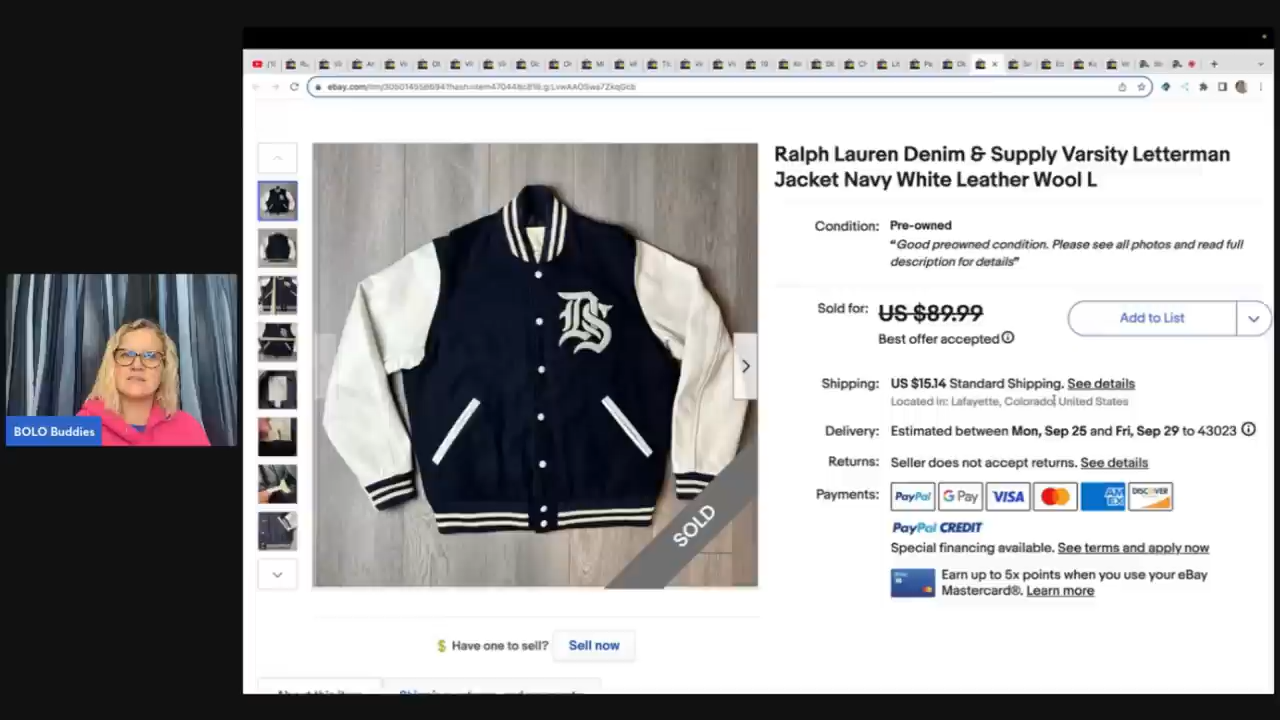 Ralph Lauren Denim & Supply Varsity Letterman
Jacket Navy White Leather Wool L
Condition: Pre-owned
“Good preowned condition. Please see all photos and read full
description for details”
Sold for: US $89.99
Best offer accepted
Add to List
Shipping: US $15.14 Standard Shipping. See details
Located in: Lafayette, Colorado, United States
Delivery: Estimated between Mon, Sep 25 and Fri, Sep 29 to 43023
Returns: Seller does not accept returns. See details
Payments: PayPal G Pay VISA AMEX DISCOVER
PayPal CREDIT
Special financing available. See terms and apply now
Earn up to 5x points when you use your eBay
Mastercard®. Learn more
DS
SOLD
BOLO Buddies
$ Have one to sell? Sell now